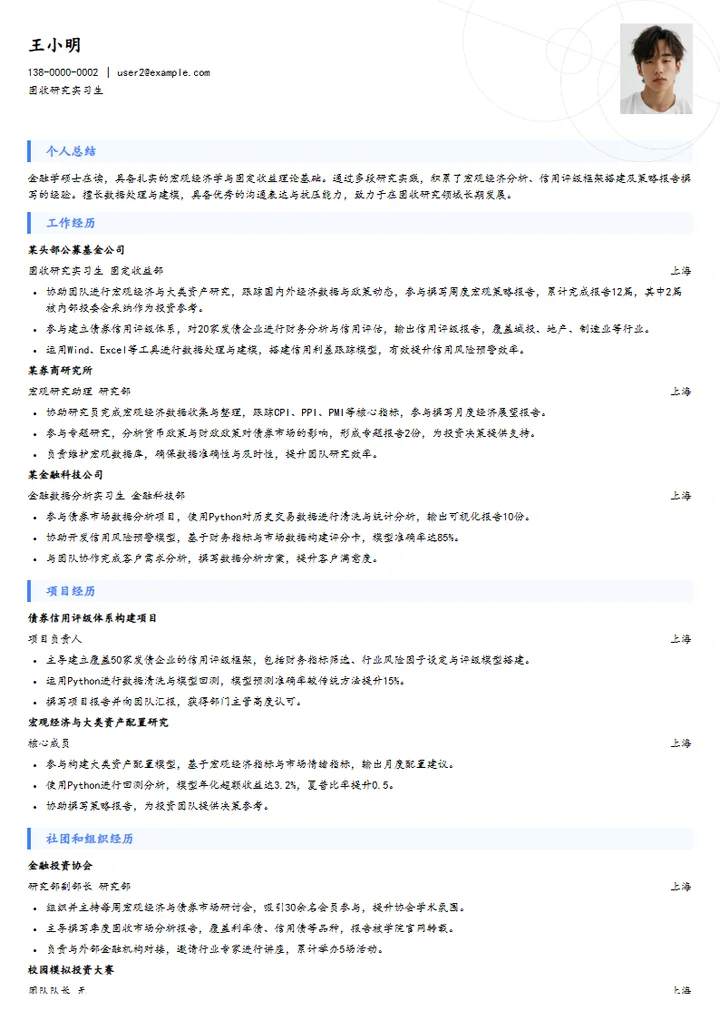 王小明
138-0000-0002 | user2@example.com
固收研究实习生
个人总结
金融学硕士在读，具备扎实的宏观经济学与固定收益理论基础。通过多段研究实践，积累了宏观经济分析、信用评级框架搭建及策略报告撰
写的经验。擅长数据处理与建模，具备优秀的沟通表达与抗压能力，致力于在固收研究领域长期发展。
工作经历
某头部公募基金公司
固收研究实习生 固定收益部 上海
• 协助团队进行宏观经济与大类资产研究，跟踪国内外经济数据与政策动态，参与撰写周度宏观策略报告，累计完成报告12篇，其中2篇
被内部投委会采纳作为投资参考。
• 参与建立债券信用评级体系，对20家发债企业进行财务分析与信用评估，输出信用评级报告，覆盖城投、地产、制造业等行业。
• 运用Wind、Excel等工具进行数据处理与建模，搭建信用利差跟踪模型，有效提升信用风险预警效率。
某券商研究所
宏观研究助理 研究部 上海
• 协助研究员完成宏观经济数据收集与整理，跟踪CPI、PPI、PMI等核心指标，参与撰写月度经济展望报告。
• 参与专题研究，分析货币政策与财政政策对债券市场的影响，形成专题报告2份，为投资决策提供支持。
• 负责维护宏观数据库，确保数据准确性与及时性，提升团队研究效率。
某金融科技公司
金融数据分析实习生 金融科技部 上海
• 参与债券市场数据分析项目，使用Python对历史交易数据进行清洗与统计分析，输出可视化报告10份。
• 协助开发信用风险预警模型，基于财务指标与市场数据构建评分卡，模型准确率达85%。
• 与团队协作完成客户需求分析，撰写数据分析方案，提升客户满意度。
项目经历
债券信用评级体系构建项目
项目负责人 上海
• 主导建立覆盖50家发债企业的信用评级框架，包括财务指标筛选、行业风险因子设定与评级模型搭建。
• 运用Python进行数据清洗与模型回测，模型预测准确率较传统方法提升15%。
• 撰写项目报告并向团队汇报，获得部门主管高度认可。
宏观经济与大类资产配置研究
核心成员 上海
• 参与构建大类资产配置模型，基于宏观经济指标与市场情绪指标，输出月度配置建议。
• 使用Python进行回测分析，模型年化超额收益达3.2%，夏普比率提升0.5。
• 协助撰写策略报告，为投资团队提供决策参考。
社团和组织经历
金融投资协会
研究部副部长 研究部 上海
• 组织并主持每周宏观经济与债券市场研讨会，吸引30余名会员参与，提升协会学术氛围。
• 主导撰写季度固收市场分析报告，覆盖利率债、信用债等品种，报告被学院官网转载。
• 负责与外部金融机构对接，邀请行业专家进行讲座，累计举办5场活动。
校园模拟投资大赛
团队队长 无 上海